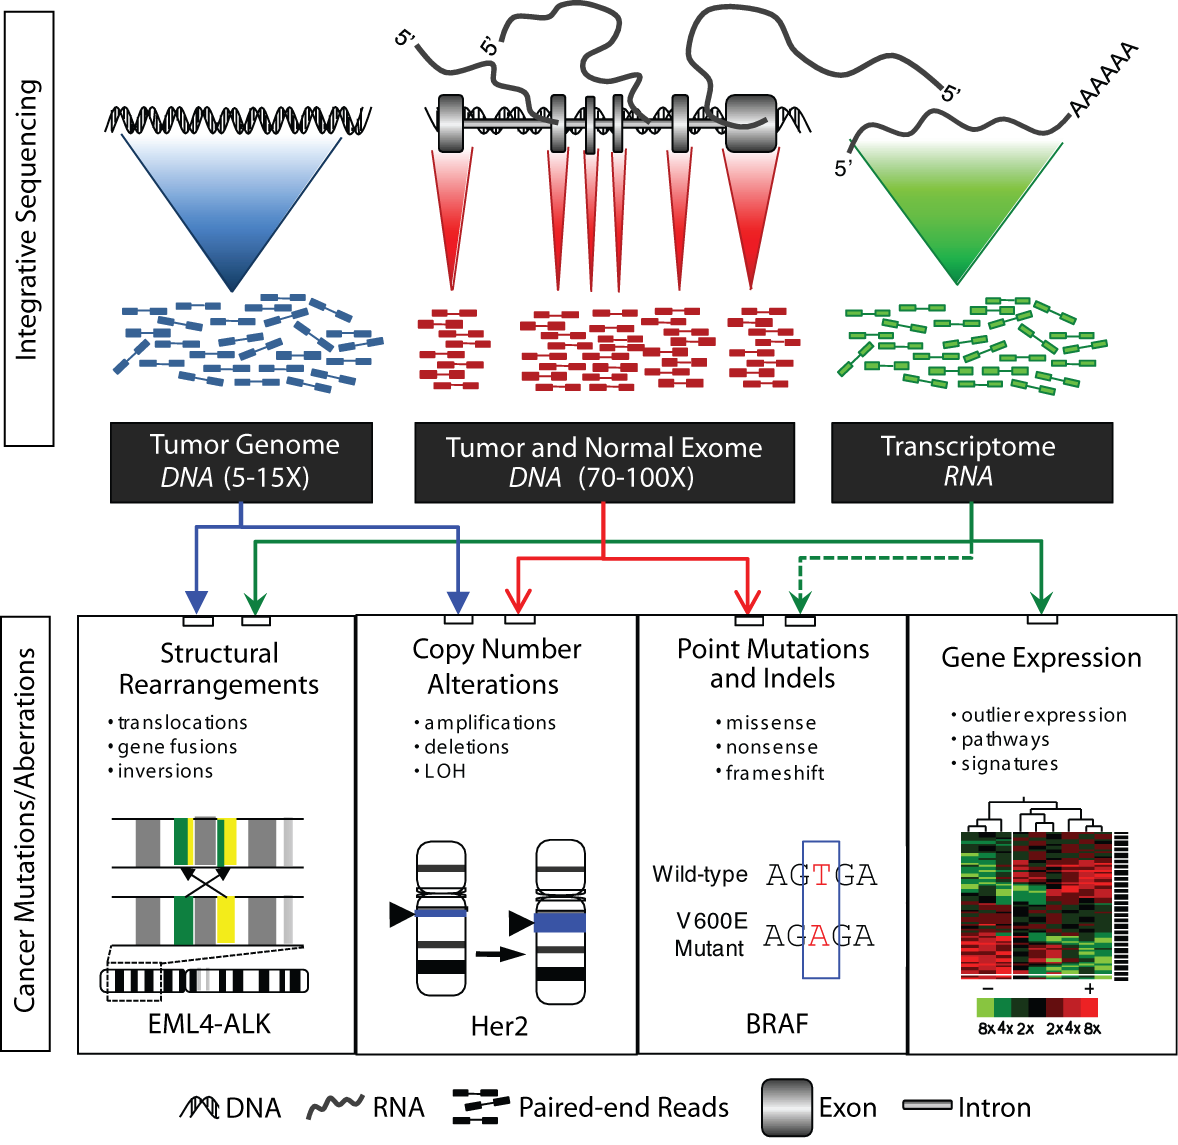 Integrative Sequencing
5’
5’
5’
AAAAAA
5’
Tumor Genome
DNA (5-15X)
Tumor and Normal Exome
DNA (70-100X)
Transcriptome
RNA
Cancer Mutations/Aberrations
Structural
Rearrangements
• translocations
• gene fusions
• inversions
EML4-ALK
Copy Number
Alterations
• amplifications
• deletions
• LOH
Her2
Point Mutations
and Indels
• missense
• nonsense
• frameshift
Wild-type AGTGA
V600E
Mutant AGAGA
BRAF
Gene Expression
• outlier expression
• pathways
• signatures
– +
8x 4x 2x 2x 4x 8x
DNA RNA Paired-end Reads Exon Intron